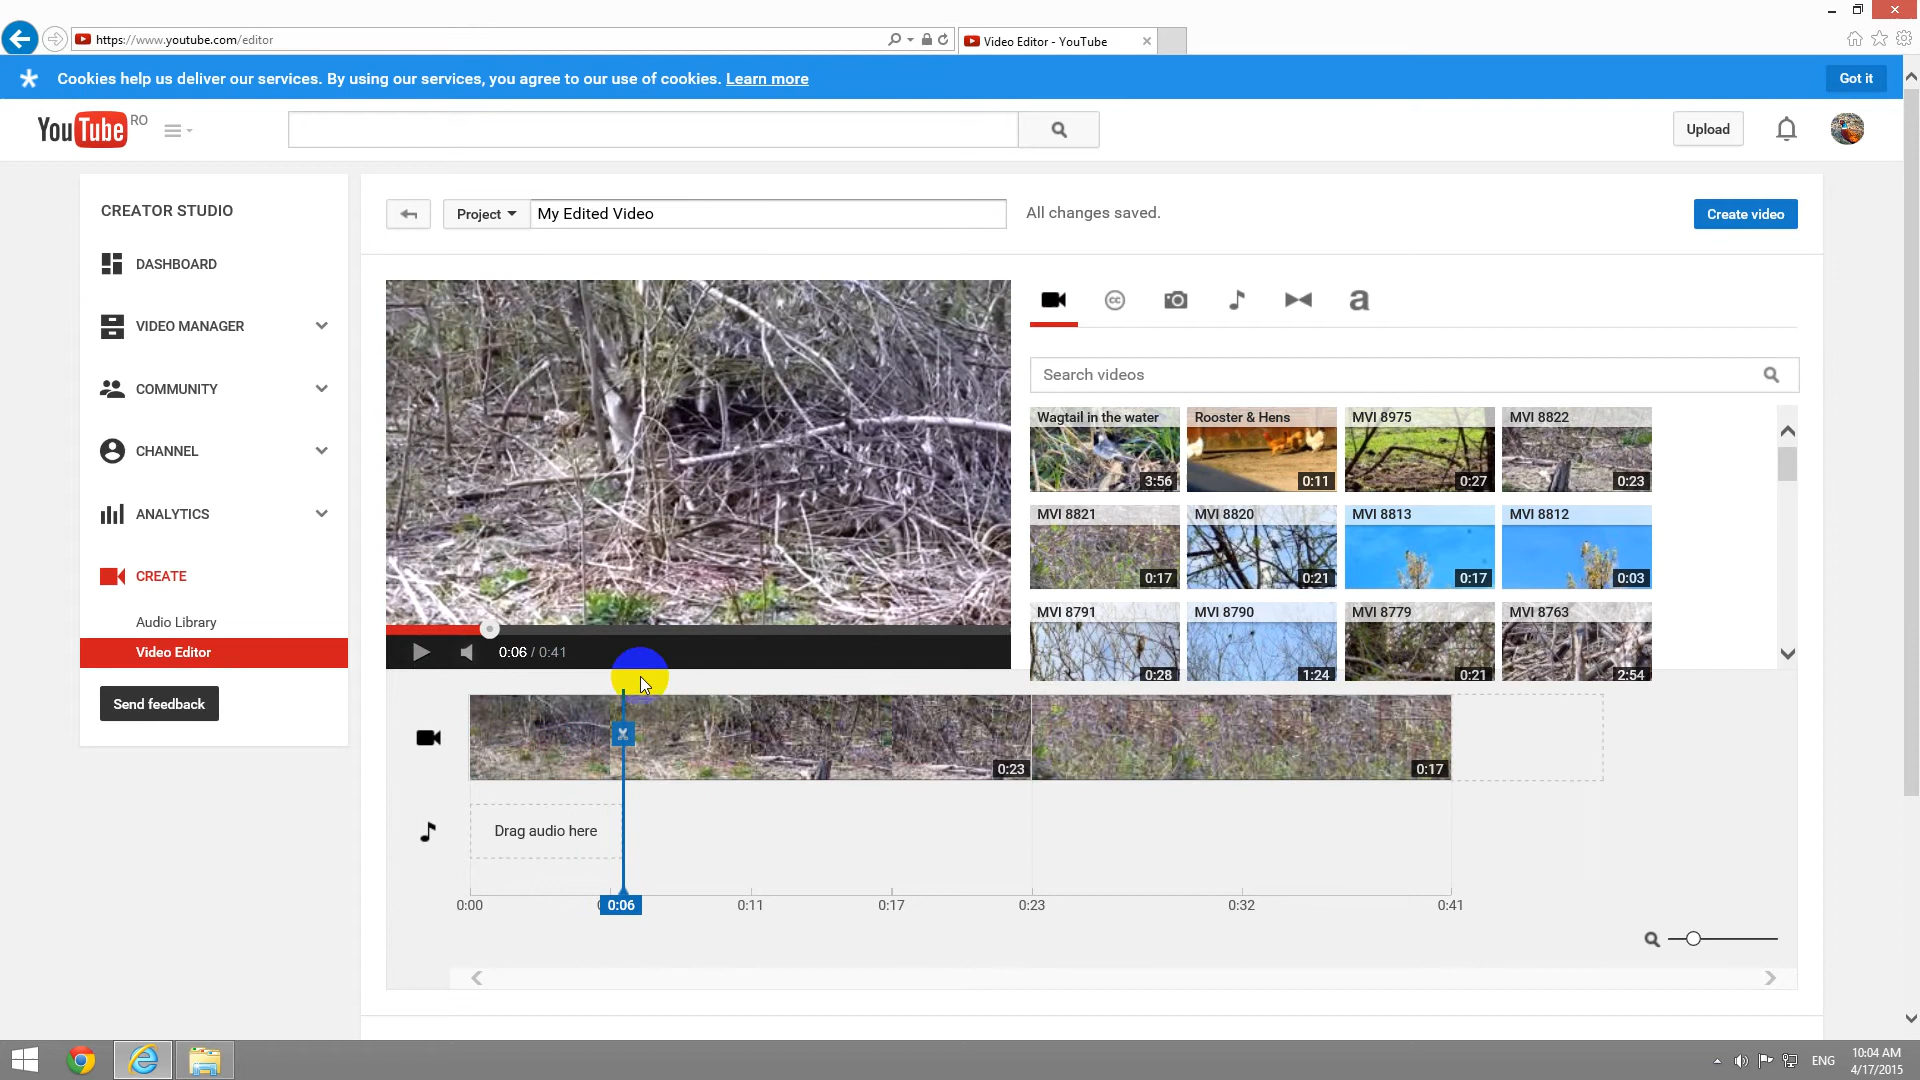 https://www.youtube.com/editor
Video Editor - YouTube
Cookies help us deliver our services. By using our services, you agree to our use of cookies. Learn more
Got it
YouTube RO
Upload
CREATOR STUDIO
DASHBOARD
VIDEO MANAGER
COMMUNITY
CHANNEL
ANALYTICS
CREATE
Audio Library
Video Editor
Send feedback
Project
My Edited Video
All changes saved.
Create video
Search videos
Wagtail in the water
3:56
Rooster & Hens
0:11
MVI 8975
0:27
MVI 8822
0:23
MVI 8821
0:17
MVI 8820
0:21
MVI 8813
0:17
MVI 8812
0:03
MVI 8791
0:28
MVI 8790
1:24
MVI 8779
0:21
MVI 8763
2:54
0:06 / 0:41
0:23
0:17
Drag audio here
0:00
0:06
0:11
0:17
0:23
0:32
0:41
ENG
10:04 AM
4/17/2015